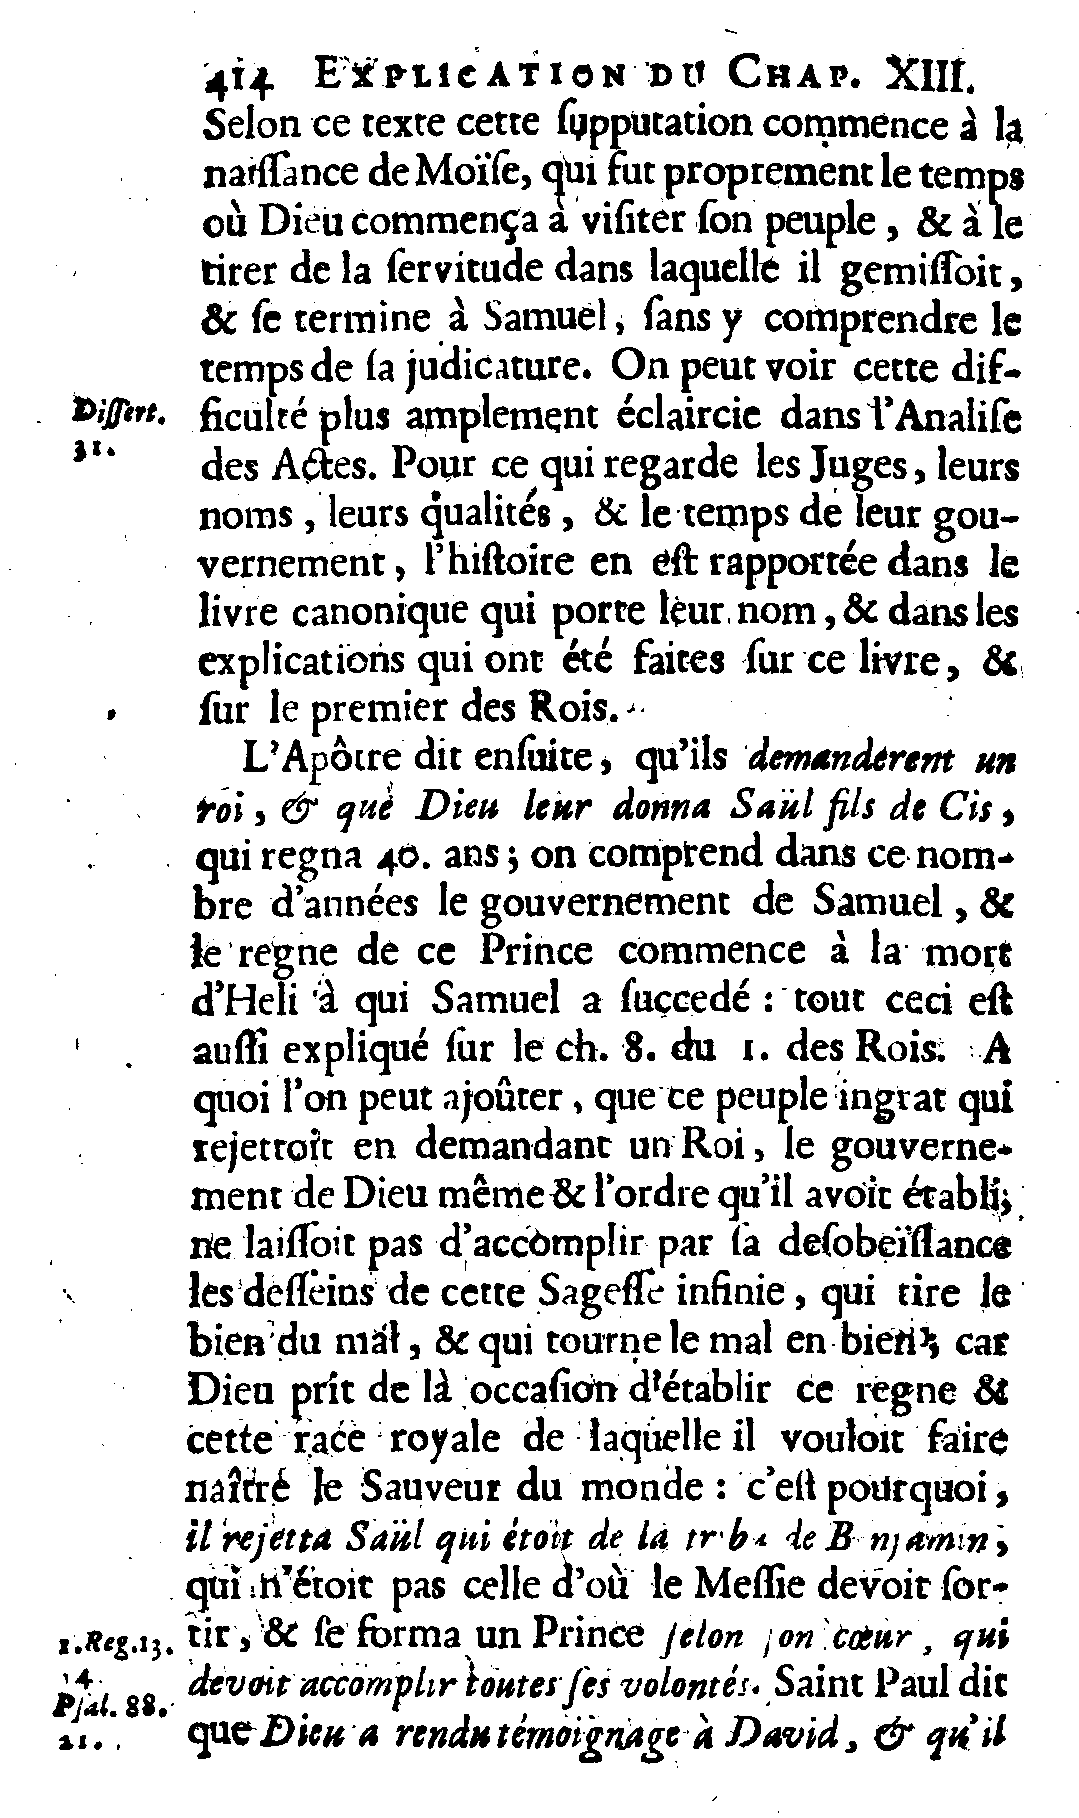 414 EXPLICATION DU CHAP. XIII.
Selon ce texte cette ſupputation commence à la
naiſſance de Moïſe, qui fut proprement le temps
où Dieu commença à viſiter ſon peuple, & à le
tirer de la ſervitude dans laquelle il gemiſſoit,
& ſe termine à Samuel, ſans y comprendre le
temps de ſa judicature. On peut voir cette dif-
Diſſert. ficulté plus amplement éclaircie dans l'Analiſe
31. des Actes. Pour ce qui regarde les Juges, leurs
noms, leurs qualités, & le temps de leur gou-
vernement, l'hiſtoire en eſt rapportée dans le
livre canonique qui porte leur nom, & dans les
explications qui ont été faites ſur ce livre, &
ſur le premier des Rois.
L'Apôtre dit enſuite, qu'ils demanderent un
roi, & que Dieu leur donna Saül fils de Cis,
qui regna 40. ans; on comprend dans ce nom-
bre d'années le gouvernement de Samuel, &
le regne de ce Prince commence à la mort
d'Heli à qui Samuel a ſuccedé: tout ceci eſt
auſſi expliqué ſur le ch. 8. du 1. des Rois. A
quoi l'on peut ajoûter, que ce peuple ingrat qui
rejettoit en demandant un Roi, le gouverne-
ment de Dieu même & l'ordre qu'il avoit établi,
ne laiſſoit pas d'accomplir par ſa deſobeïſſance
les deſſeins de cette Sageſſe infinie, qui tire le
bien du mal, & qui tourne le mal en bien; car
Dieu prit de là occaſion d'établir ce regne &
cette race royale de laquelle il vouloit faire
naître le Sauveur du monde: c'eſt pourquoi,
il rejetta Saül qui étoit de la tribu de Benjamin,
qui n'étoit pas celle d'où le Meſſie devoit ſor-
1. Reg. 13. tir, & ſe forma un Prince ſelon ſon cœur, qui
14. devoit accomplir toutes ſes volontés. Saint Paul dit
Pſal. 88. que Dieu a rendu témoignage à David, & qu'il
21.